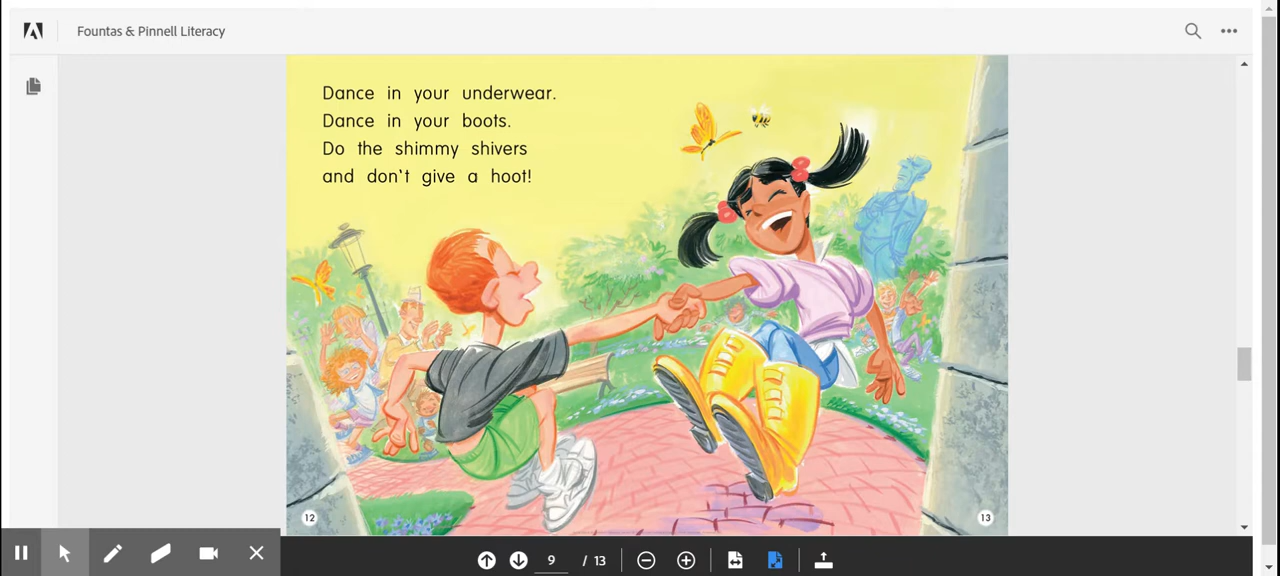 Fountas & Pinnell Literacy
Dance in your underwear.
Dance in your boots.
Do the shimmy shivers
and don't give a hoot!
12
13
9 / 13